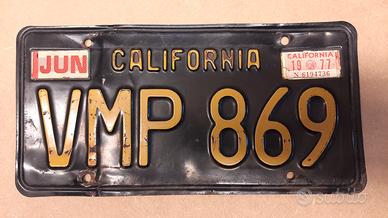 JUN
CALIFORNIA
CALIFORNIA
19 77
N 6194736
VMP 869
subito